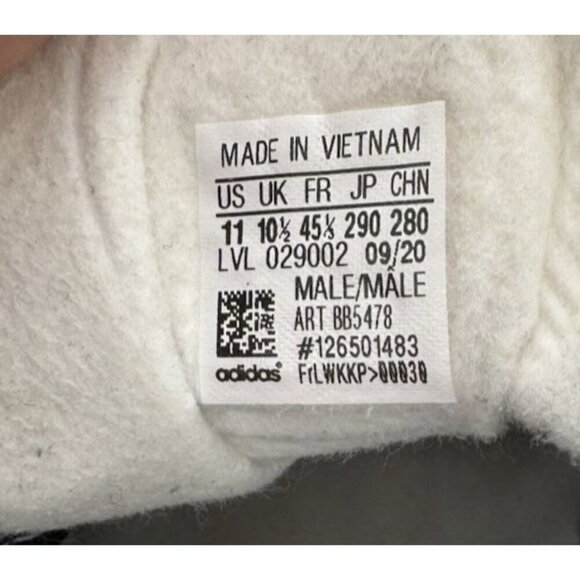 MADE IN VIETNAM
US UK FR JP CHN
11 10½ 45⅓ 290 280
LVL 029002 09/20
MALE/MÂLE
ART BB5478
#126501483
adidas® FrLWKKP>00030